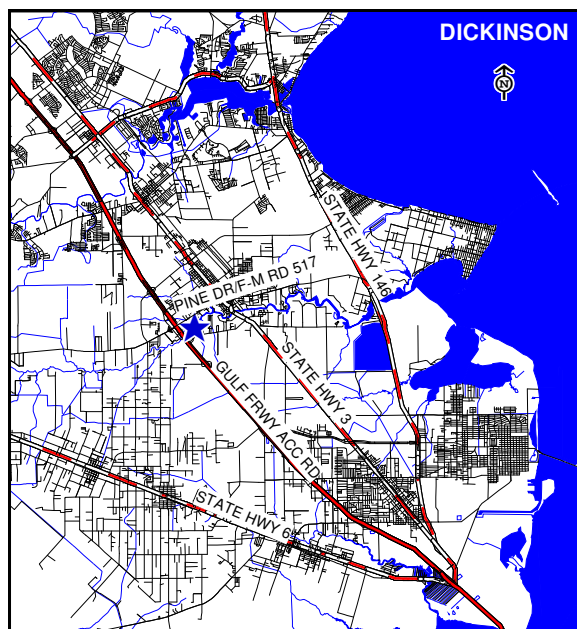 DICKINSON
N
STATE HWY 146
PINE DR/F-M RD 517
STATE HWY 3
GULF FRWY ACC RD
STATE HWY 6